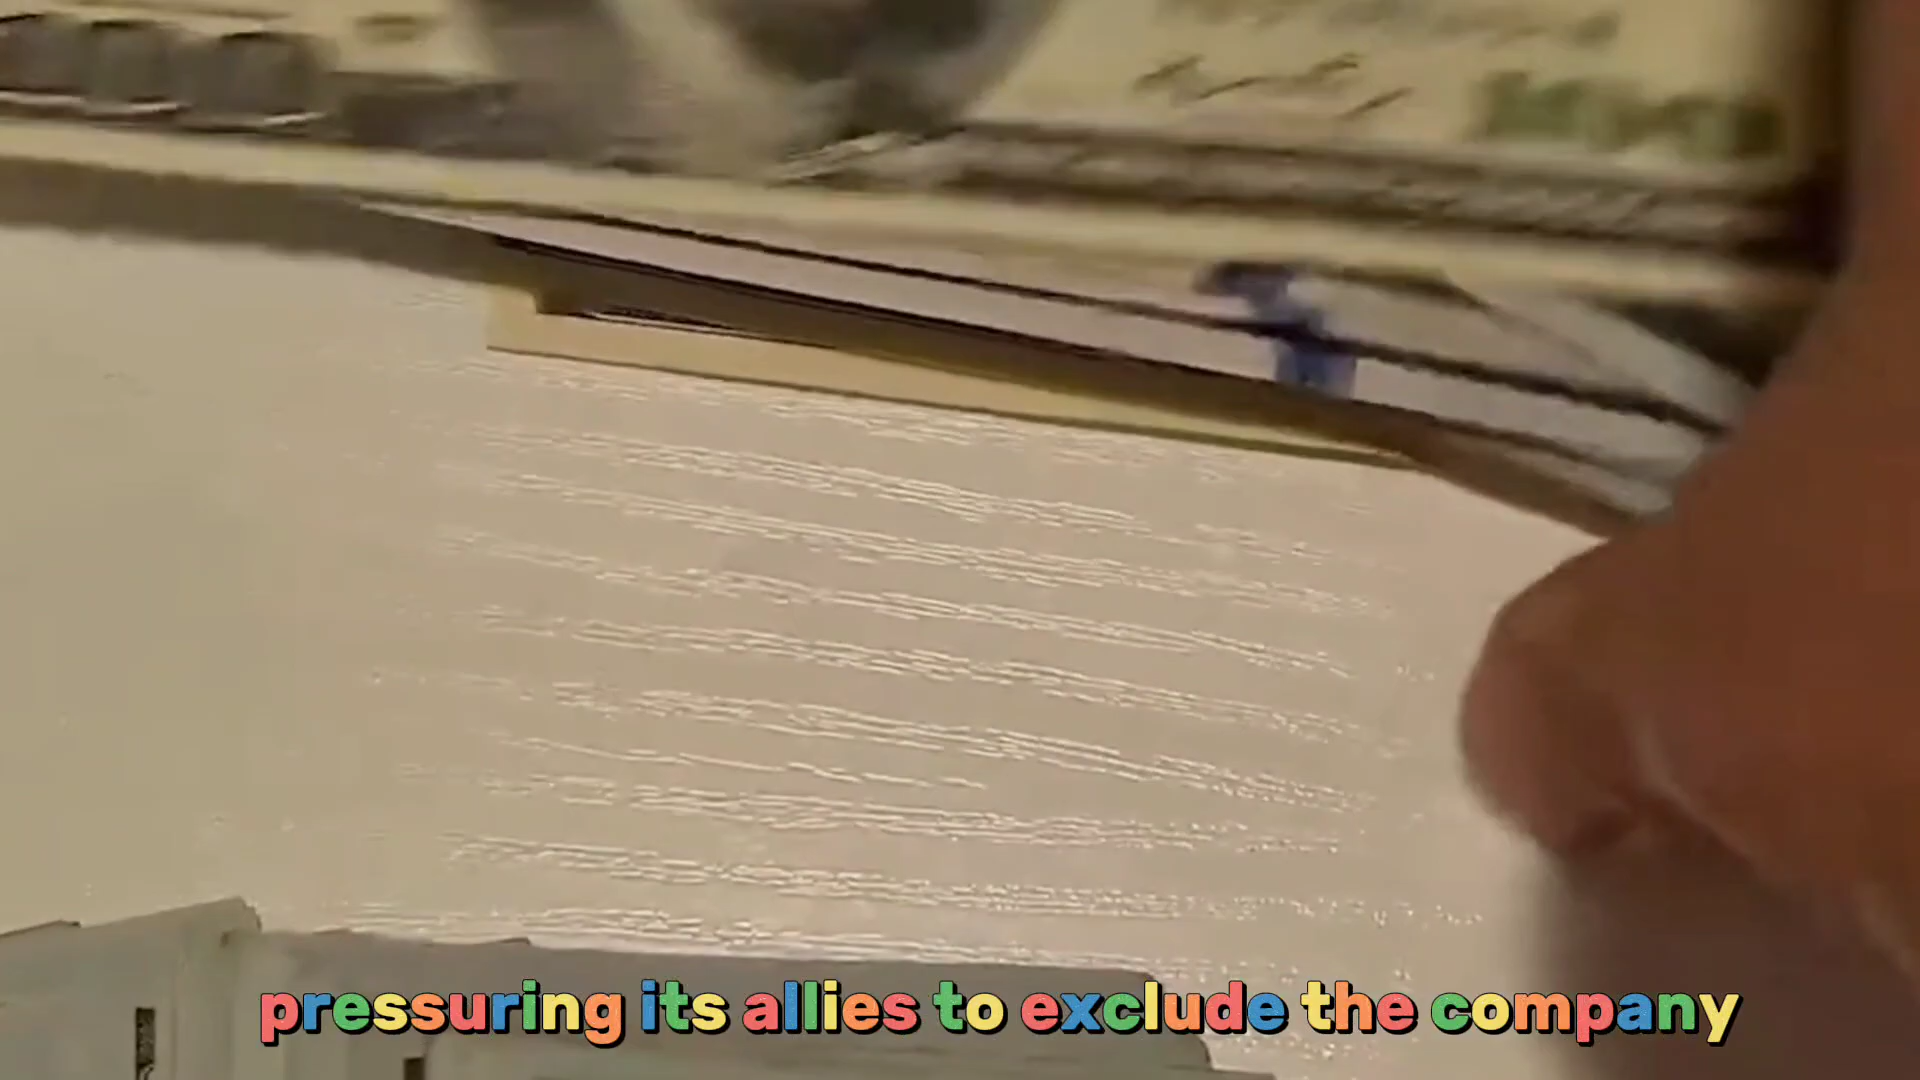 pressuring its allies to exclude the company